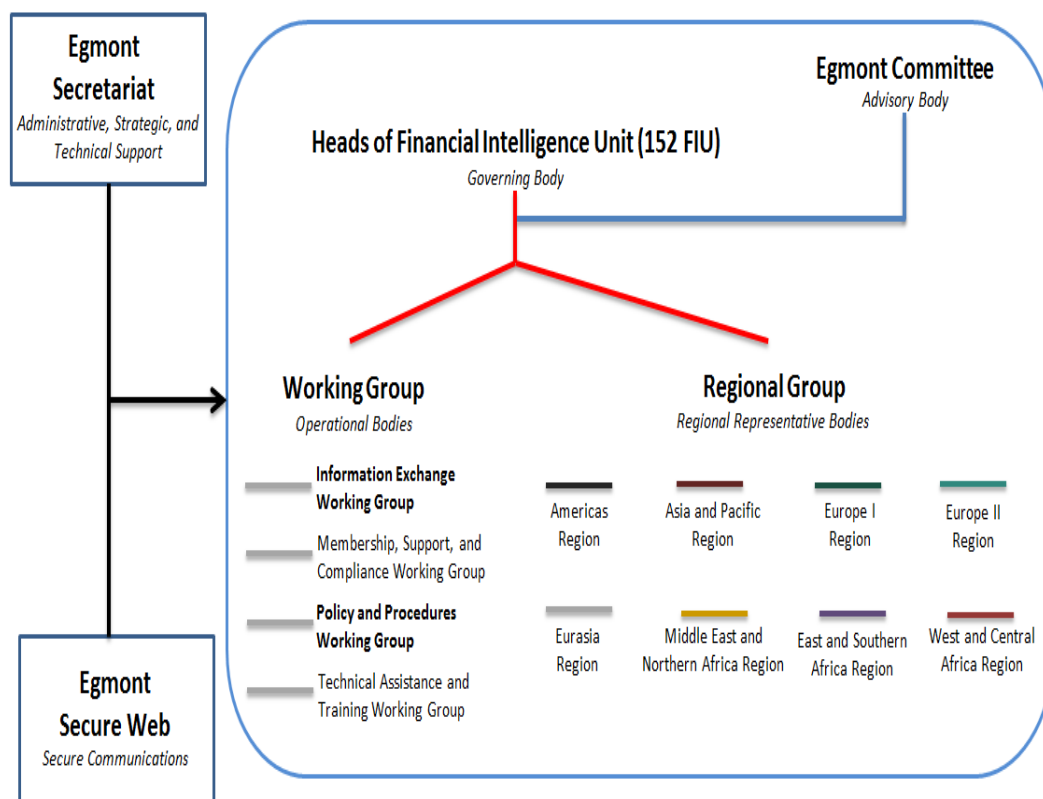 Egmont
Secretariat
Administrative, Strategic, and
Technical Support
Egmont Committee
Advisory Body
Heads of Financial Intelligence Unit (152 FIU)
Governing Body
Working Group
Operational Bodies
Information Exchange
Working Group
Membership, Support, and
Compliance Working Group
Policy and Procedures
Working Group
Technical Assistance and
Training Working Group
Regional Group
Regional Representative Bodies
Americas
Region
Asia and Pacific
Region
Europe I
Region
Europe II
Region
Eurasia
Region
Middle East and
Northern Africa Region
East and Southern
Africa Region
West and Central
Africa Region
Egmont
Secure Web
Secure Communications